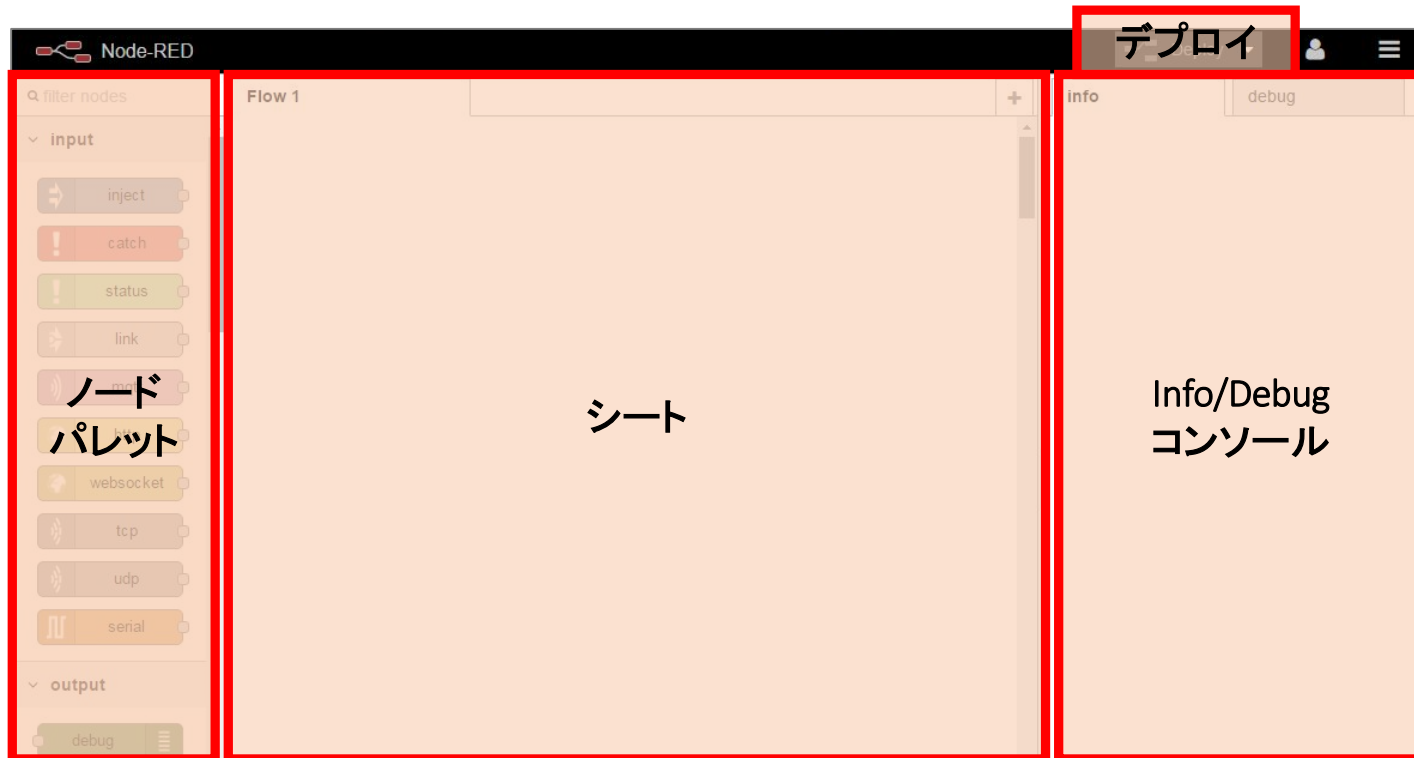 デプロイ
Node-RED
filter nodes
Flow 1
+
info
debug
input
inject
catch
status
link
ノード
パレット
websocket
tcp
udp
serial
output
debug
シート
Info/Debug
コンソール